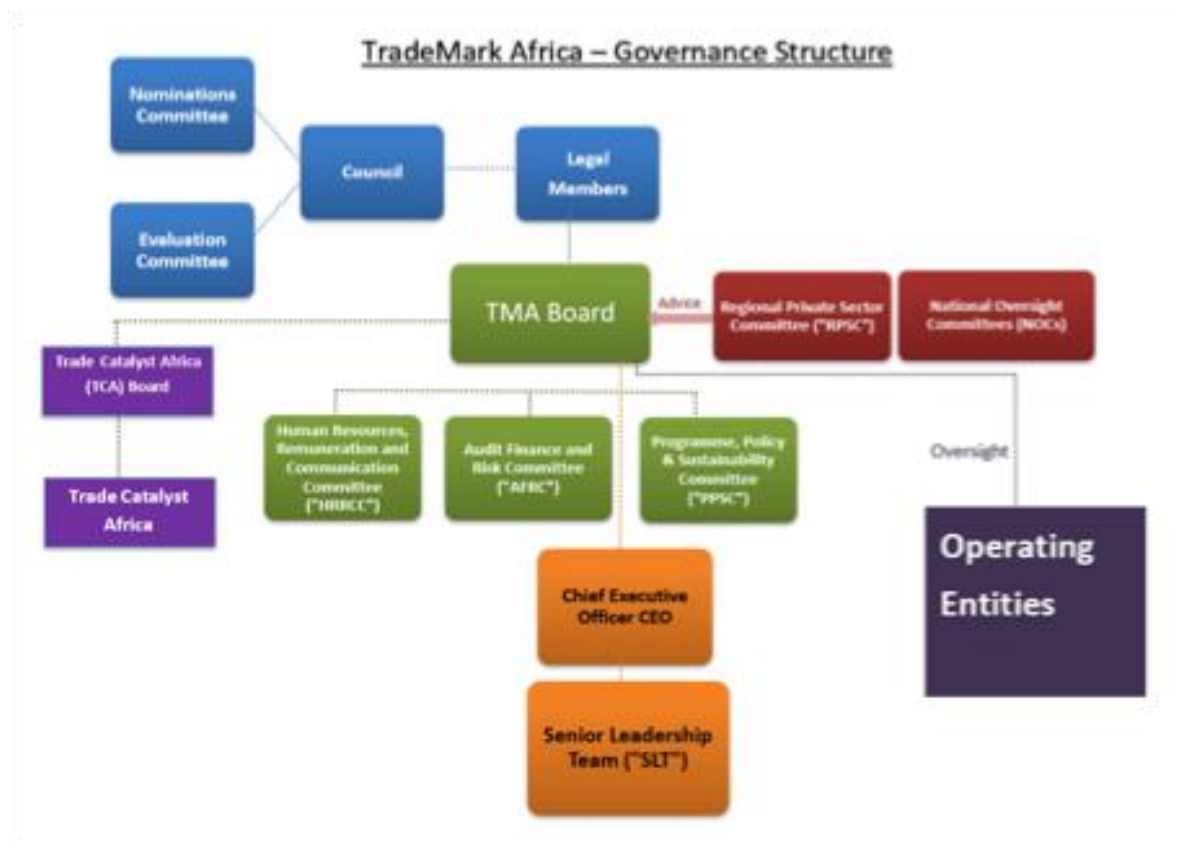 TradeMark Africa – Governance Structure
Nominations
Committee
Council
Legal
Members
Evaluation
Committee
TMA Board
Advice
Regional Private Sector
Committee ("RPSC")
National Oversight
Committees (NOCs)
Trade Catalyst Africa
(TCA) Board
Human Resources,
Remuneration and
Communication
Committee
("HRRCC")
Audit Finance and
Risk Committee
("AFRC")
Programme, Policy
& Sustainability
Committee
("PPSC")
Oversight
Trade Catalyst
Africa
Operating
Entities
Chief Executive
Officer CEO
Senior Leadership
Team ("SLT")